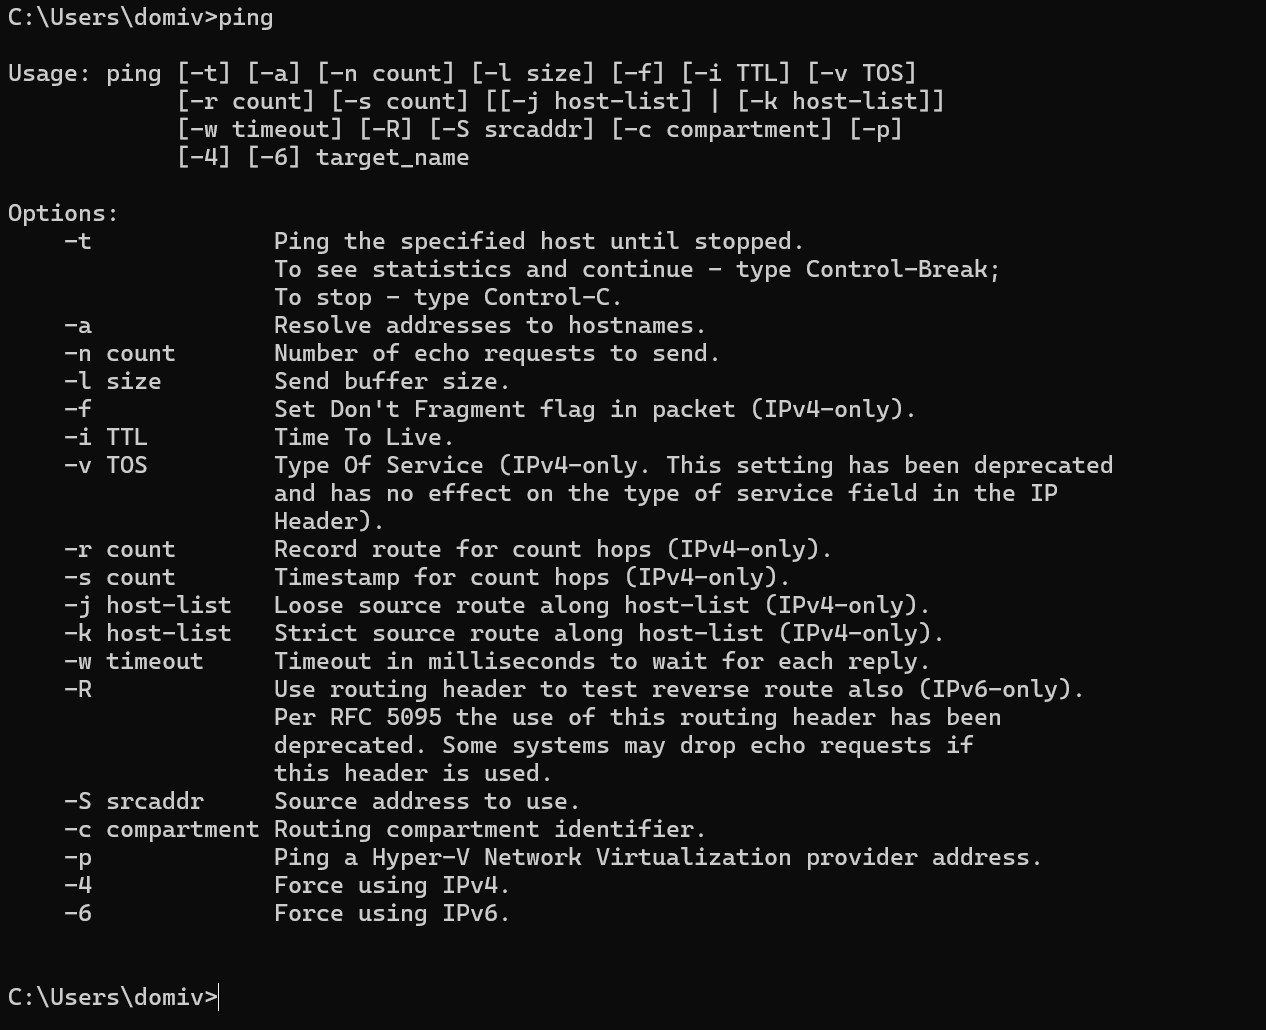 C:\Users\domiv>ping
Usage: ping [-t] [-a] [-n count] [-l size] [-f] [-i TTL] [-v TOS]
            [-r count] [-s count] [[-j host-list] | [-k host-list]]
            [-w timeout] [-R] [-S srcaddr] [-c compartment] [-p]
            [-4] [-6] target_name
Options:
    -t             Ping the specified host until stopped.
                   To see statistics and continue - type Control-Break;
                   To stop - type Control-C.
    -a             Resolve addresses to hostnames.
    -n count       Number of echo requests to send.
    -l size        Send buffer size.
    -f             Set Don't Fragment flag in packet (IPv4-only).
    -i TTL         Time To Live.
    -v TOS         Type Of Service (IPv4-only. This setting has been deprecated
                   and has no effect on the type of service field in the IP
                   Header).
    -r count       Record route for count hops (IPv4-only).
    -s count       Timestamp for count hops (IPv4-only).
    -j host-list   Loose source route along host-list (IPv4-only).
    -k host-list   Strict source route along host-list (IPv4-only).
    -w timeout     Timeout in milliseconds to wait for each reply.
    -R             Use routing header to test reverse route also (IPv6-only).
                   Per RFC 5095 the use of this routing header has been
                   deprecated. Some systems may drop echo requests if
                   this header is used.
    -S srcaddr     Source address to use.
    -c compartment Routing compartment identifier.
    -p             Ping a Hyper-V Network Virtualization provider address.
    -4             Force using IPv4.
    -6             Force using IPv6.
C:\Users\domiv>